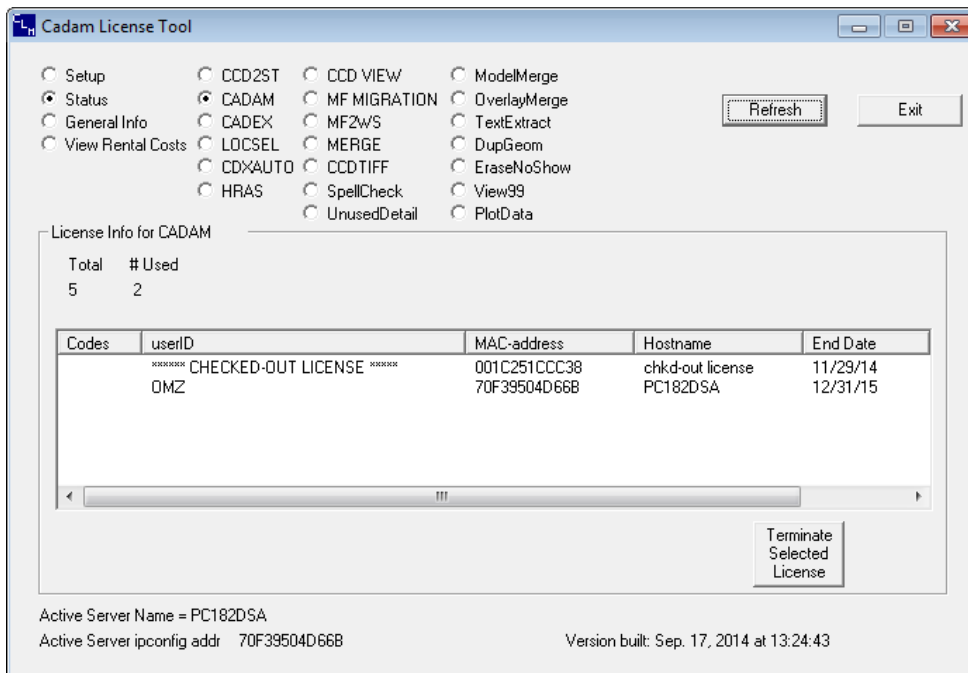 CLM Cadam License Tool
Setup CCD2ST CCD VIEW ModelMerge
Status CADAM MF MIGRATION OverlayMerge Refresh Exit
General Info CADEX MF2WS TextExtract
View Rental Costs LOCSEL MERGE DupGeom
CDXAUTO CCDTIFF EraseNoShow
HRAS SpellCheck View99
UnusedDetail PlotData
License Info for CADAM
Total # Used
5 2
Codes userID MAC-address Hostname End Date
****** CHECKED-OUT LICENSE ***** 001C251CCC38 chkd-out license 11/29/14
OMZ 70F39504D66B PC182DSA 12/31/15
Terminate
Selected
License
Active Server Name = PC182DSA
Active Server ipconfig addr 70F39504D66B Version built: Sep. 17, 2014 at 13:24:43